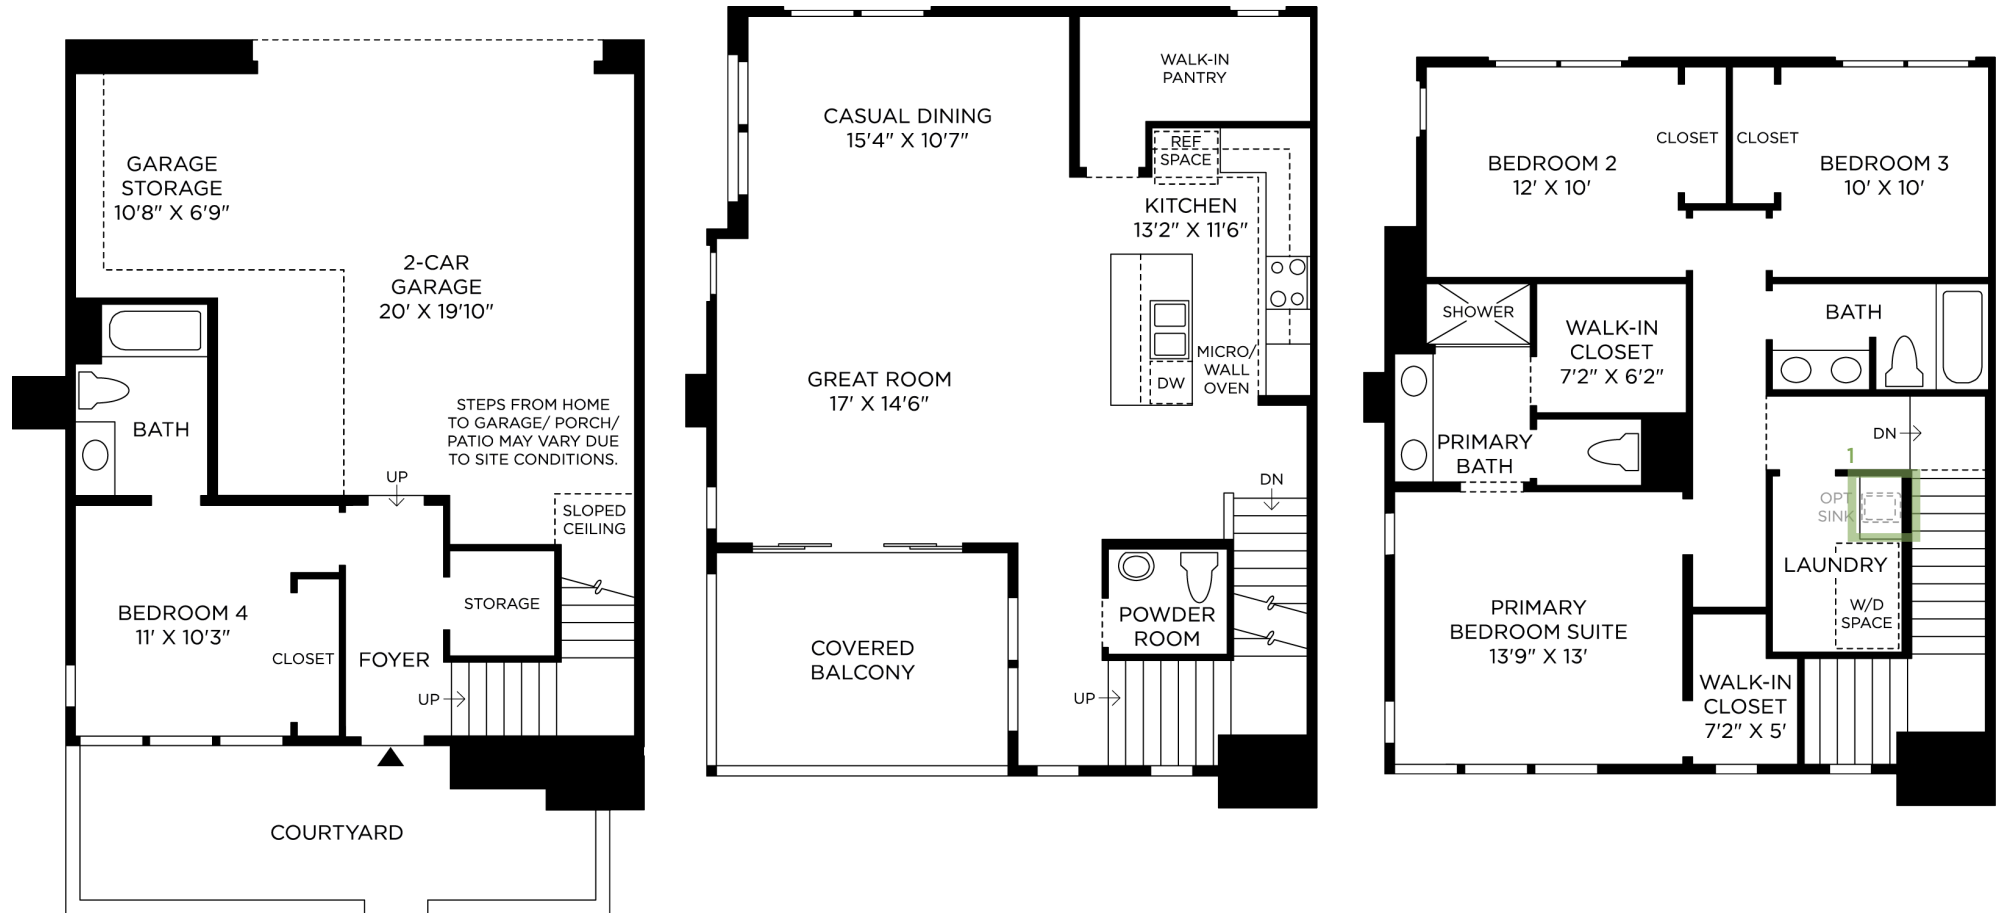 GARAGE
STORAGE
10'8" X 6'9"
2-CAR
GARAGE
20' X 19'10"
STEPS FROM HOME
TO GARAGE/ PORCH/
PATIO MAY VARY DUE
TO SITE CONDITIONS.
BATH
UP
SLOPED
CEILING
STORAGE
BEDROOM 4
11' X 10'3"
CLOSET
FOYER
UP
COURTYARD
WALK-IN
PANTRY
CASUAL DINING
15'4" X 10'7"
REF
SPACE
KITCHEN
13'2" X 11'6"
MICRO/
WALL
OVEN
DW
GREAT ROOM
17' X 14'6"
DN
POWDER
ROOM
COVERED
BALCONY
UP
CLOSET
CLOSET
BEDROOM 2
12' X 10'
BEDROOM 3
10' X 10'
SHOWER
WALK-IN
CLOSET
7'2" X 6'2"
BATH
PRIMARY
BATH
DN
1
OPT
SINK
LAUNDRY
W/D
SPACE
PRIMARY
BEDROOM SUITE
13'9" X 13'
WALK-IN
CLOSET
7'2" X 5'